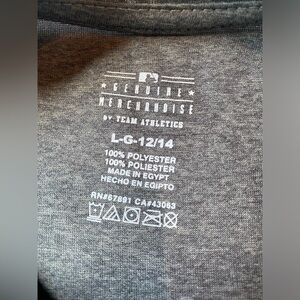 GENUINE
MERCHANDISE
BY TEAM ATHLETICS
L-G-12/14
100% POLYESTER
100% POLIESTER
MADE IN EGYPT
HECHO EN EGIPTO
RN#67891 CA#43063